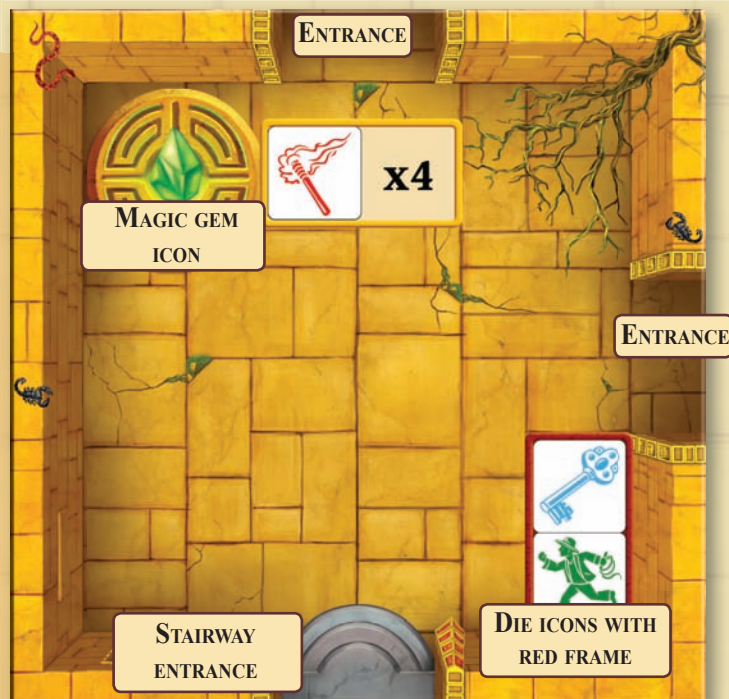 ENTRANCE
x4
MAGIC GEM
ICON
ENTRANCE
STAIRWAY
ENTRANCE
DIE ICONS WITH
RED FRAME